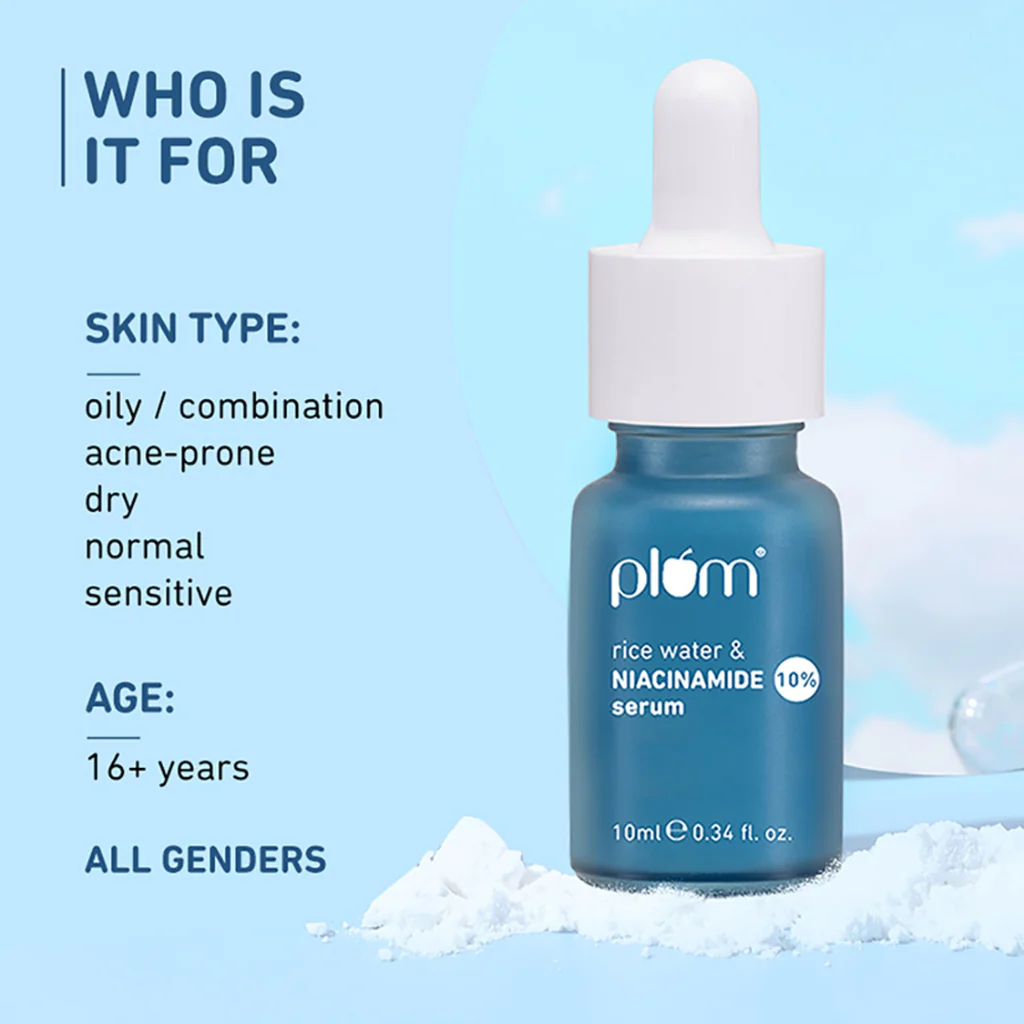 WHO IS
IT FOR
SKIN TYPE:
oily / combination
acne-prone
dry
normal
sensitive
AGE:
16+ years
ALL GENDERS
plum®
rice water &
NIACINAMIDE 10%
serum
10ml ℮ 0.34 fl. oz.